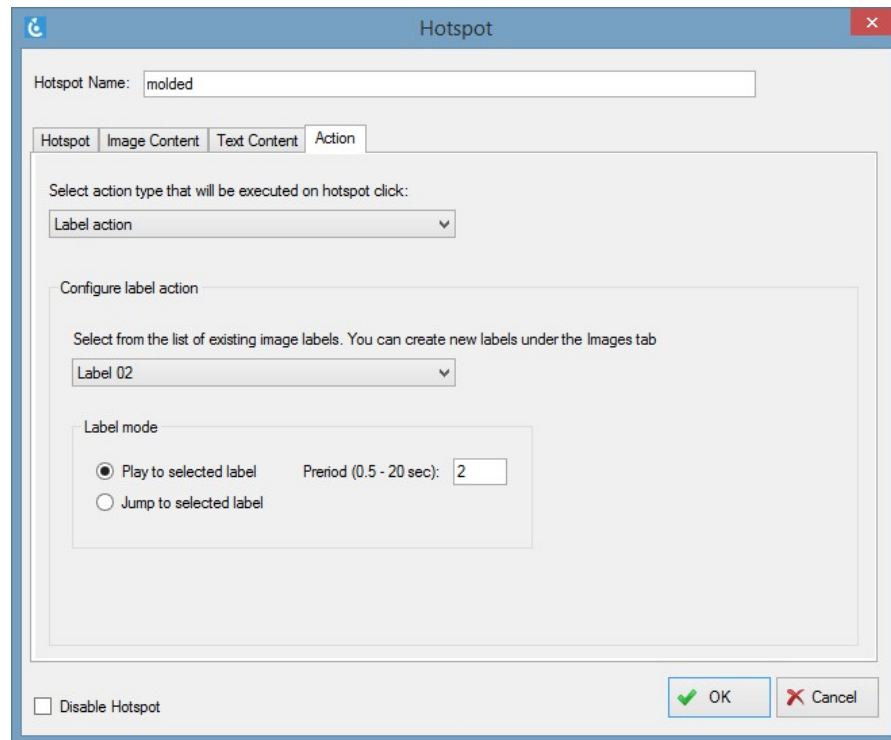 Hotspot
Hotspot Name: molded
Hotspot Image Content Text Content Action
Select action type that will be executed on hotspot click:
Label action
Configure label action
Select from the list of existing image labels. You can create new labels under the Images tab
Label 02
Label mode
Play to selected label Preriod (0.5 - 20 sec): 2
Jump to selected label
Disable Hotspot OK Cancel